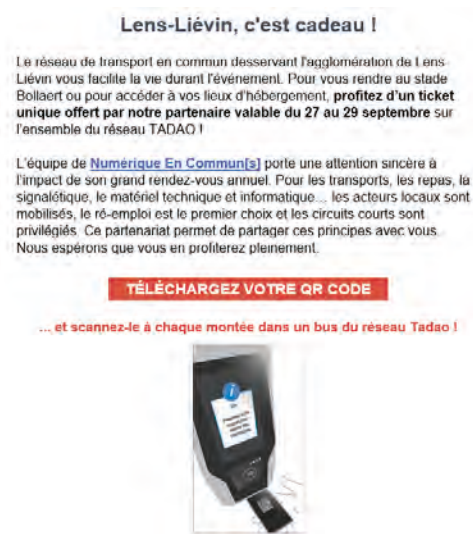 Lens-Liévin, c'est cadeau !
Le réseau de transport en commun desservant l'agglomération de Lens
Liévin vous facilite la vie durant l'événement. Pour vous rendre au stade
Bollaert ou pour accéder à vos lieux d'hébergement, profitez d'un ticket
unique offert par notre partenaire valable du 27 au 29 septembre sur
l'ensemble du réseau TADAO !
L'équipe de Numérique En Commun[s] porte une attention sincère à
l'impact de son grand rendez-vous annuel. Pour les transports, les repas, la
signalétique, le matériel technique et informatique... les acteurs locaux sont
mobilisés, le ré-emploi est le premier choix et les circuits courts sont
privilégiés. Ce partenariat permet de partager ces principes avec vous.
Nous espérons que vous en profiterez pleinement.
TÉLÉCHARGEZ VOTRE QR CODE
... et scannez-le à chaque montée dans un bus du réseau Tadao !